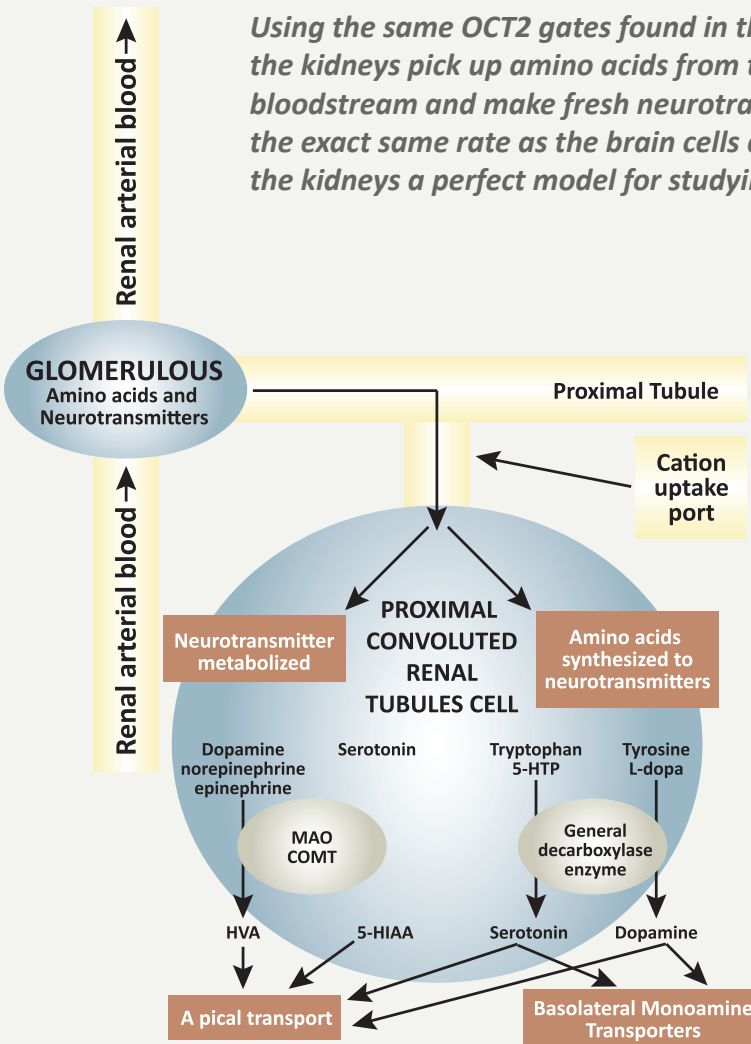 Using the same OCT2 gates found in
the kidneys pick up amino acids from
bloodstream and make fresh
the exact same rate as the brain cells
the kidneys a perfect model for
Renal arterial blood
GLOMERULOUS
Amino acids and
Neurotransmitters
Proximal Tubule
Cation
uptake
port
Renal arterial blood
Neurotransmitter
metabolized
PROXIMAL
CONVOLUTED
RENAL
TUBULES CELL
Amino acids
synthesized to
neurotransmitters
Dopamine
norepinephrine
epinephrine
Serotonin
Tryptophan
5-HTP
Tyrosine
L-dopa
MAO
COMT
General
decarboxylase
enzyme
HVA
5-HIAA
Serotonin
Dopamine
A pical transport
Basolateral Monoamine
Transporters